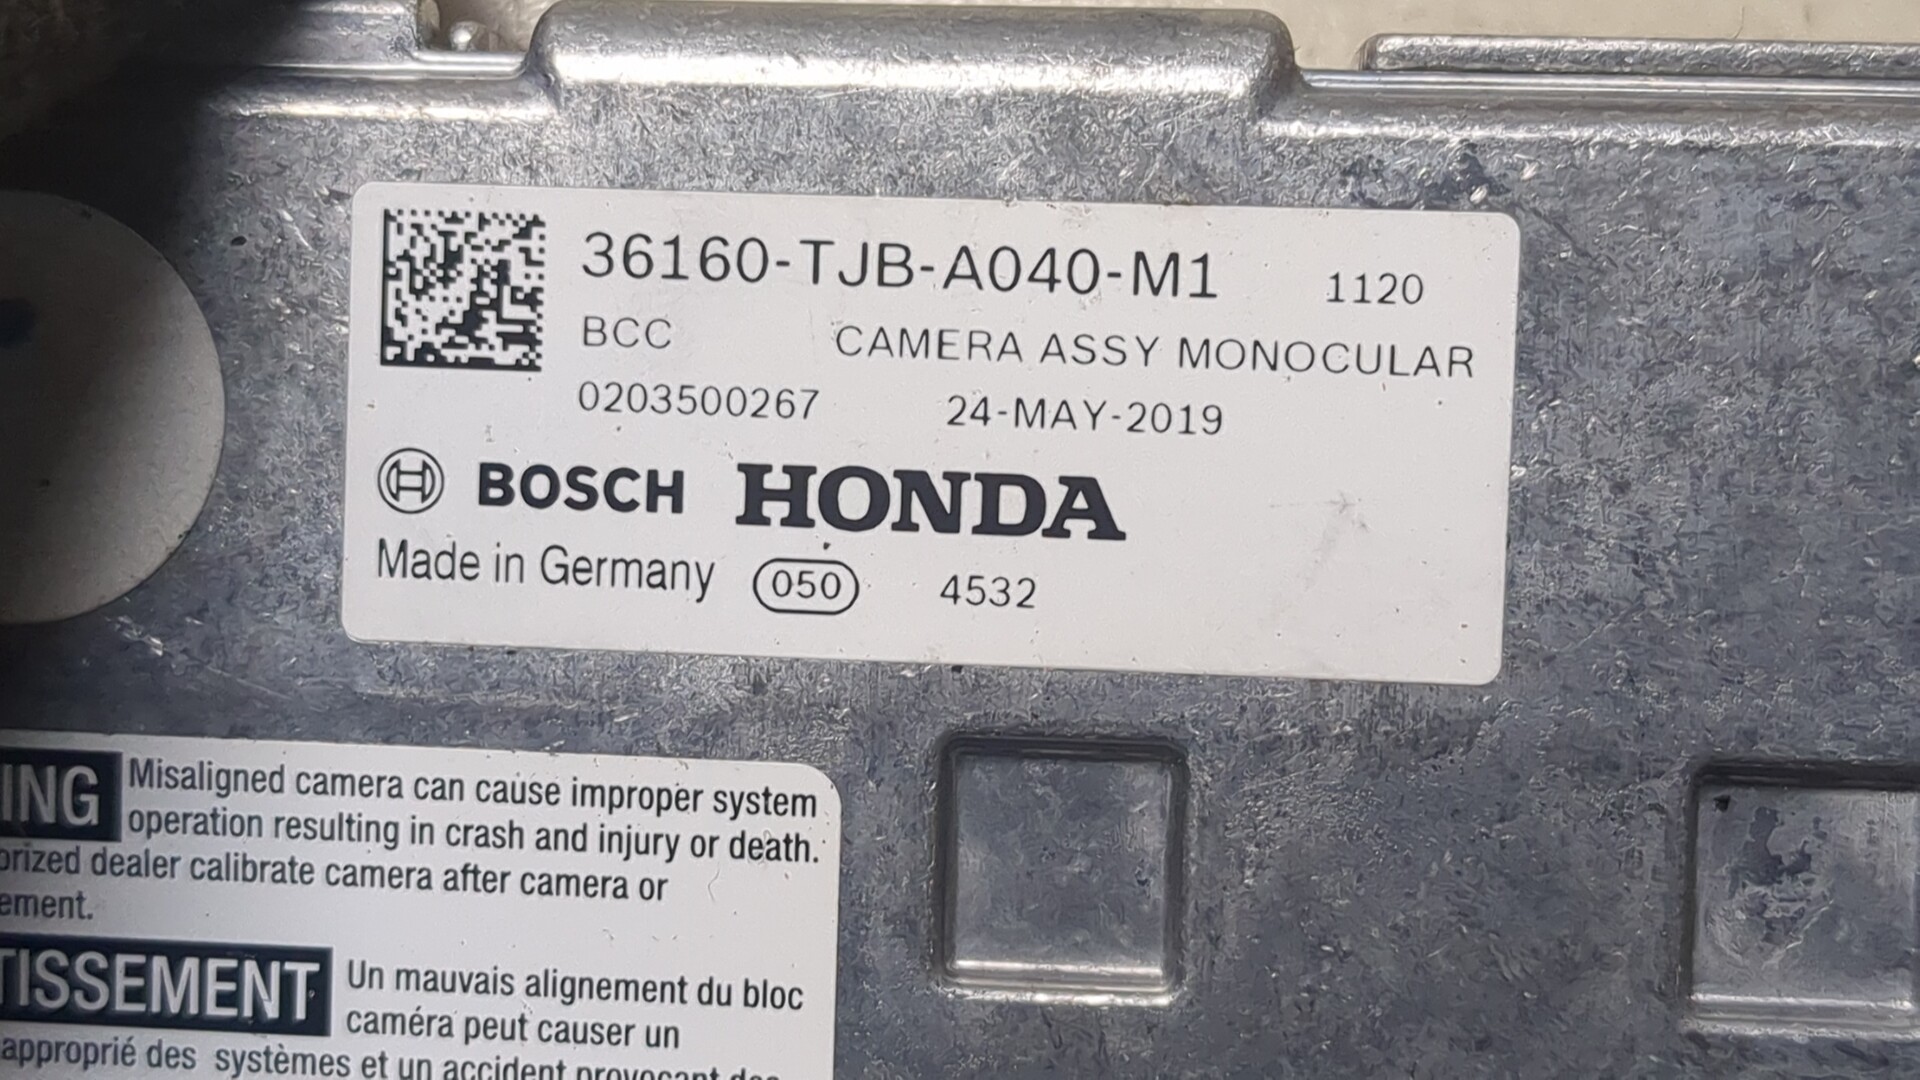 36160-TJB-A040-M1 1120
BCC CAMERA ASSY MONOCULAR
0203500267 24-MAY-2019
BOSCH HONDA
Made in Germany 050 4532
ING Misaligned camera can cause improper system
operation resulting in crash and injury or death.
orized dealer calibrate camera after camera or
ement.
TISSEMENT Un mauvais alignement du bloc
caméra peut causer un
approprié des systèmes et un accident provocant des